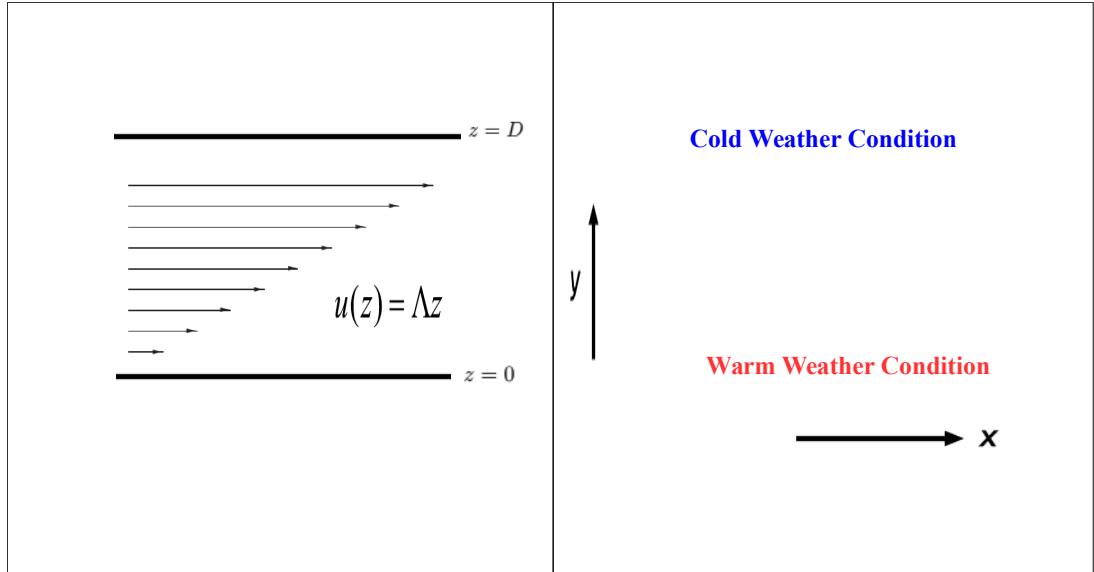 z = D
u(z) = Λz
z = 0
Cold Weather Condition
y
Warm Weather Condition
x